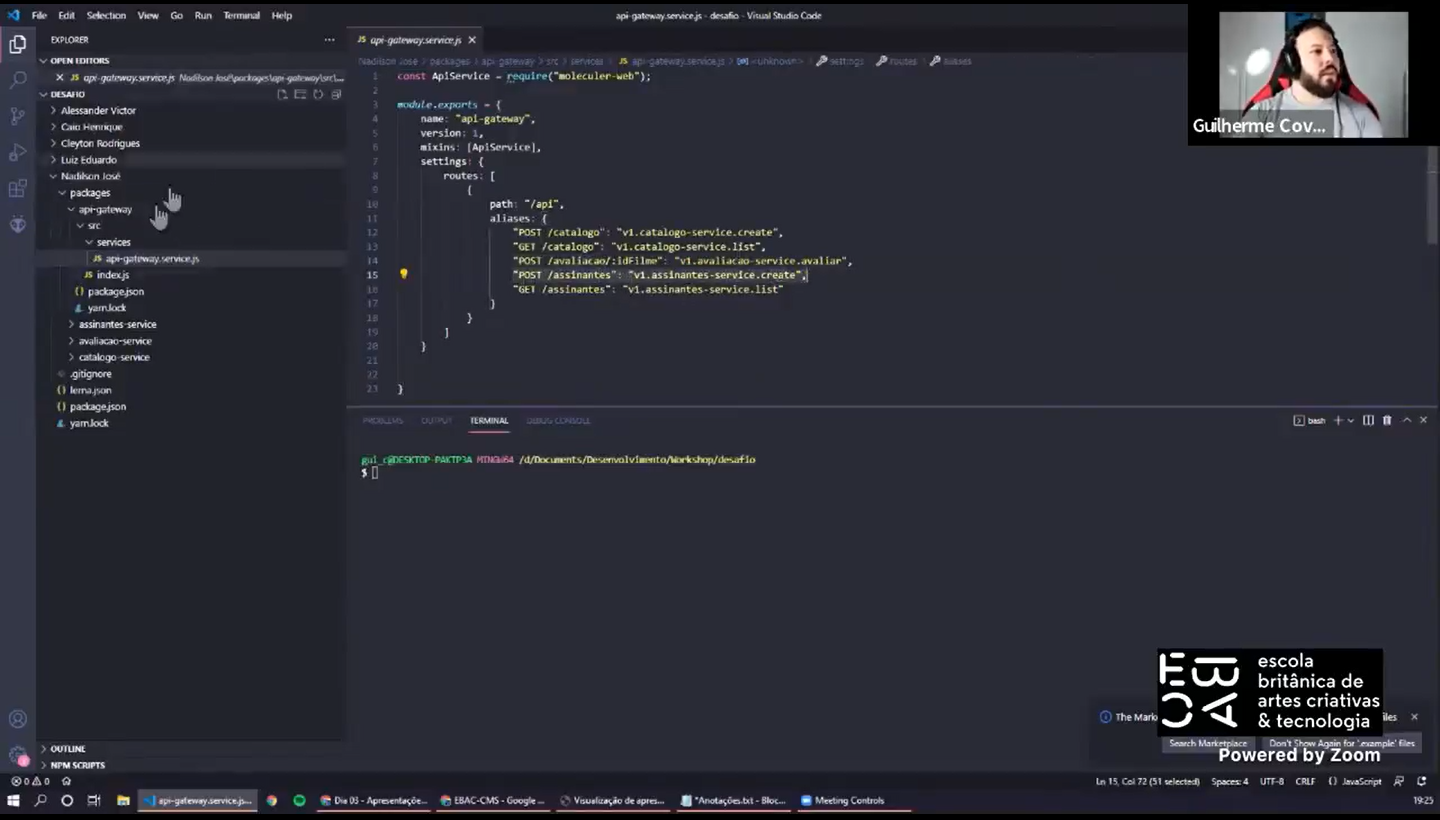 File Edit Selection View Go Run Terminal Help
api-gateway.service.js - desafio - Visual Studio Code
EXPLORER
OPEN EDITORS
api-gateway.service.js Nadilson José\packages\api-gateway\src\...
DESAFIO
Alessander Victor
Caio Henrique
Cleyton Rodrigues
Luiz Eduardo
Nadilson José
packages
api-gateway
src
services
JS api-gateway.service.js
JS index.js
{} package.json
yarn.lock
assinantes-service
avaliacao-service
catalogo-service
.gitignore
{} lerna.json
{} package.json
yarn.lock
OUTLINE
NPM SCRIPTS
JS api-gateway.service.js
Nadilson José > packages > api-gateway > src > services > JS api-gateway.service.js > <unknown> > settings > routes > aliases
1 const ApiService = require("moleculer-web");
2
3 module.exports = {
4 name: "api-gateway",
5 version: 1,
6 mixins: [ApiService],
7 settings: {
8 routes: [
9 {
10 path: "/api",
11 aliases: {
12 "POST /catalogo": "v1.catalogo-service.create",
13 "GET /catalogo": "v1.catalogo-service.list",
14 "POST /avaliacao/:idFilme": "v1.avaliacao-service.avaliar",
15 "POST /assinantes": "v1.assinantes-service.create",
16 "GET /assinantes": "v1.assinantes-service.list"
17 }
18 }
19 ]
20 }
21
22
23 }
PROBLEMS OUTPUT TERMINAL DEBUG CONSOLE
bash
gui_c@DESKTOP-PAKTP3A MINGW64 /d/Documents/Desenvolvimento/Workshop/desafio
$
Guilherme Cov...
escola
britânica de
artes criativas
& tecnologia
The Mark
files
Search Marketplace Don't Show Again for '.example' files
Powered by Zoom
0 0
Ln 15, Col 72 (51 selected) Spaces: 4 UTF-8 CRLF {} JavaScript
api-gateway.service.js... Dia 03 - Apresentaçõe... EBAC-CMS - Google ... Visualização de apres... *Anotações.txt - Bloc... Meeting Controls
19:25